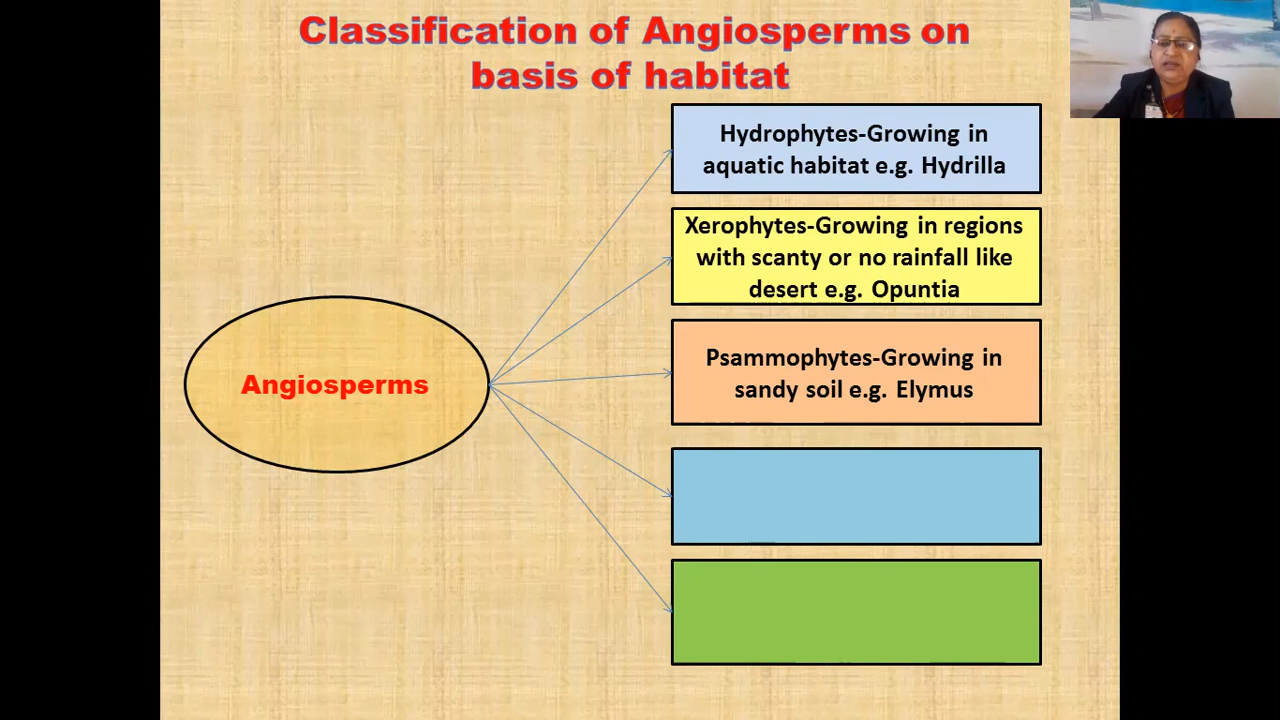 Classification of Angiosperms on
basis of habitat
Hydrophytes-Growing in
aquatic habitat e.g. Hydrilla
Xerophytes-Growing in regions
with scanty or no rainfall like
desert e.g. Opuntia
Angiosperms
Psammophytes-Growing in
sandy soil e.g. Elymus